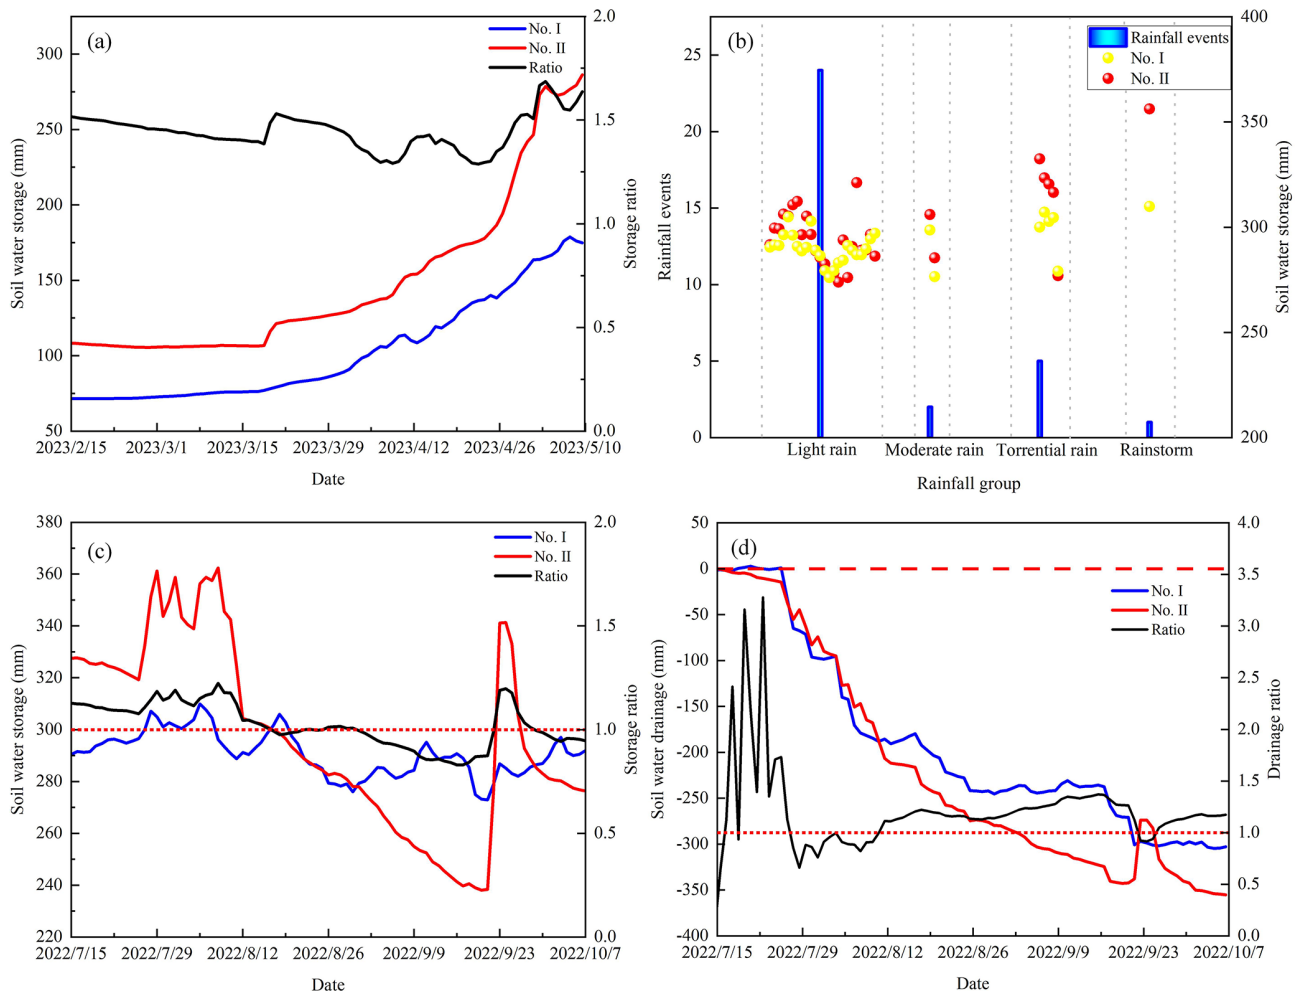 (a)
No. I
No. II
Ratio
Soil water storage (mm)
300
250
200
150
100
50
2.0
1.5
1.0
0.5
0.0
Storage ratio
2023/2/15 2023/3/1 2023/3/15 2023/3/29 2023/4/12 2023/4/26 2023/5/10
Date
(b)
Rainfall events
No. I
No. II
Rainfall events
25
20
15
10
5
0
400
350
300
250
200
Soil water storage (mm)
Light rain Moderate rain Torrential rain Rainstorm
Rainfall group
(c)
No. I
No. II
Ratio
Soil water storage (mm)
380
360
340
320
300
280
260
240
220
2.0
1.5
1.0
0.5
0.0
Storage ratio
2022/7/15 2022/7/29 2022/8/12 2022/8/26 2022/9/9 2022/9/23 2022/10/7
Date
(d)
No. I
No. II
Ratio
Soil water drainage (mm)
50
0
-50
-100
-150
-200
-250
-300
-350
-400
4.0
3.5
3.0
2.5
2.0
1.5
1.0
0.5
0.0
Drainage ratio
2022/7/15 2022/7/29 2022/8/12 2022/8/26 2022/9/9 2022/9/23 2022/10/7
Date